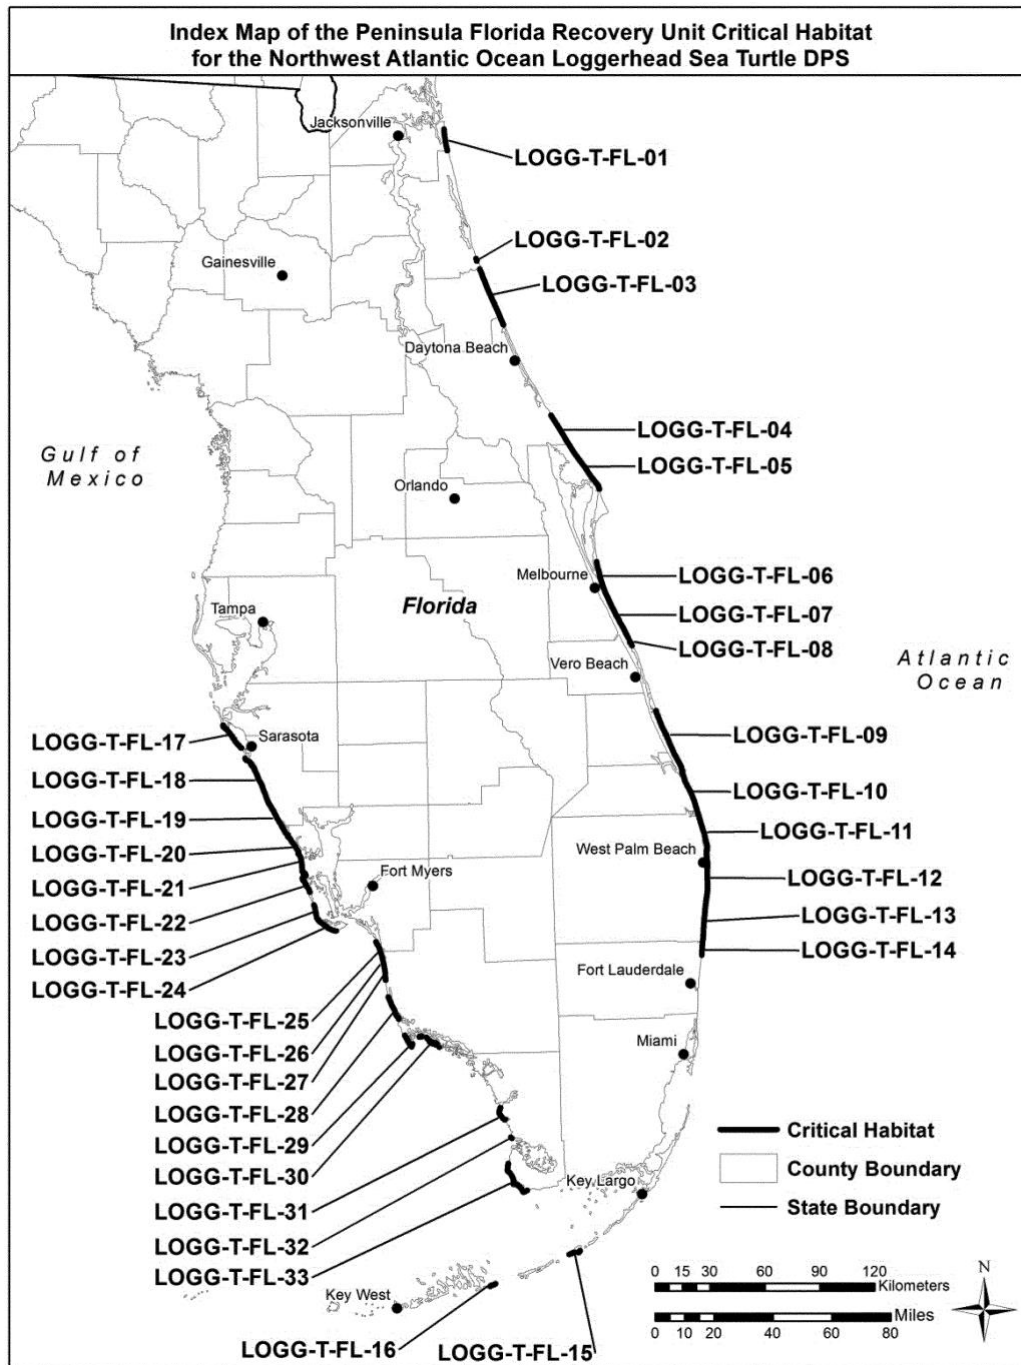 Index Map of the Peninsula Florida Recovery Unit Critical Habitat
for the Northwest Atlantic Ocean Loggerhead Sea Turtle DPS
Jacksonville
LOGG-T-FL-01
LOGG-T-FL-02
Gainesville
LOGG-T-FL-03
Daytona Beach
LOGG-T-FL-04
Gulf of
Mexico
LOGG-T-FL-05
Orlando
Melbourne
LOGG-T-FL-06
Florida
Tampa
LOGG-T-FL-07
LOGG-T-FL-08
Vero Beach
Atlantic
Ocean
LOGG-T-FL-17
Sarasota
LOGG-T-FL-09
LOGG-T-FL-18
LOGG-T-FL-10
LOGG-T-FL-19
LOGG-T-FL-11
LOGG-T-FL-20
West Palm Beach
LOGG-T-FL-21
Fort Myers
LOGG-T-FL-12
LOGG-T-FL-22
LOGG-T-FL-13
LOGG-T-FL-23
LOGG-T-FL-14
LOGG-T-FL-24
Fort Lauderdale
LOGG-T-FL-25
LOGG-T-FL-26
Miami
LOGG-T-FL-27
LOGG-T-FL-28
LOGG-T-FL-29
LOGG-T-FL-30
LOGG-T-FL-31
LOGG-T-FL-32
LOGG-T-FL-33
Critical Habitat
County Boundary
State Boundary
Key Largo
Key West
LOGG-T-FL-16
LOGG-T-FL-15
0 15 30 60 90 120
Kilometers
Miles
0 10 20 40 60 80
N